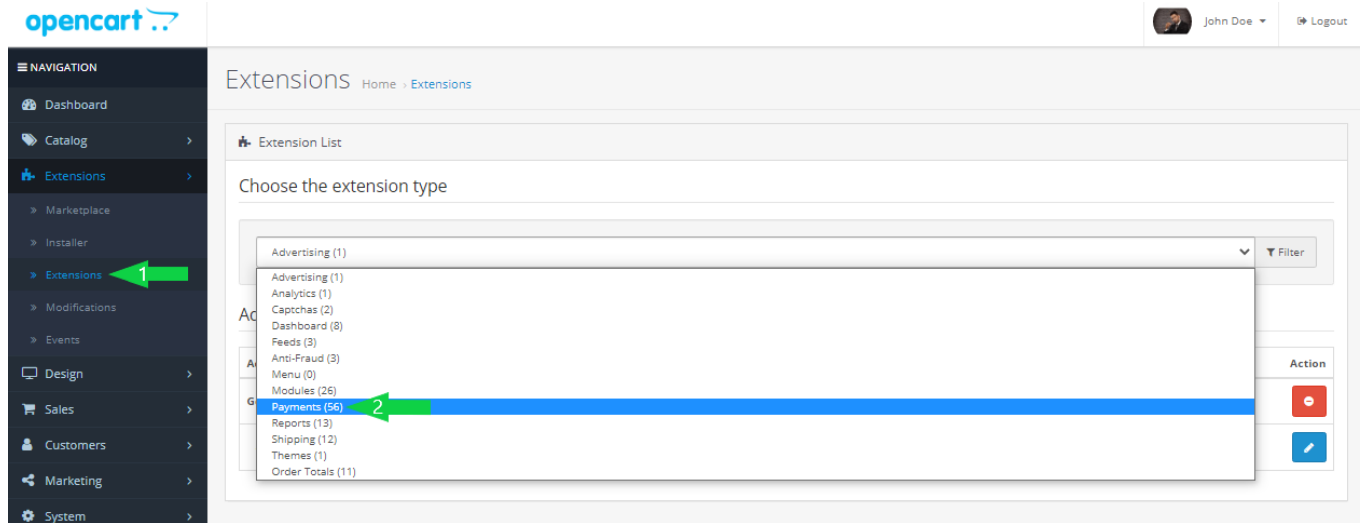 opencart
John Doe
Logout
NAVIGATION
Dashboard
Catalog
Extensions
Marketplace
Installer
Extensions
1
Modifications
Events
Design
Sales
Customers
Marketing
System
Extensions Home › Extensions
Extension List
Choose the extension type
Advertising (1)
Filter
Advertising (1)
Analytics (1)
Captchas (2)
Dashboard (8)
Feeds (3)
Anti-Fraud (3)
Menu (0)
Modules (26)
Payments (56) 2
Reports (13)
Shipping (12)
Themes (1)
Order Totals (11)
Action